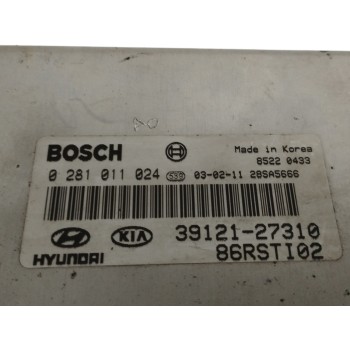 BOSCH
Made in Korea
8522 0433
0 281 011 024 03-02-11 28SA5666
HYUNDAI KIA 39121-27310
86RSTI02